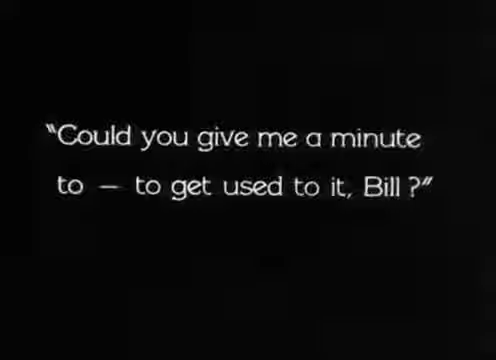 "Could you give me a minute
to — to get used to it, Bill ?"